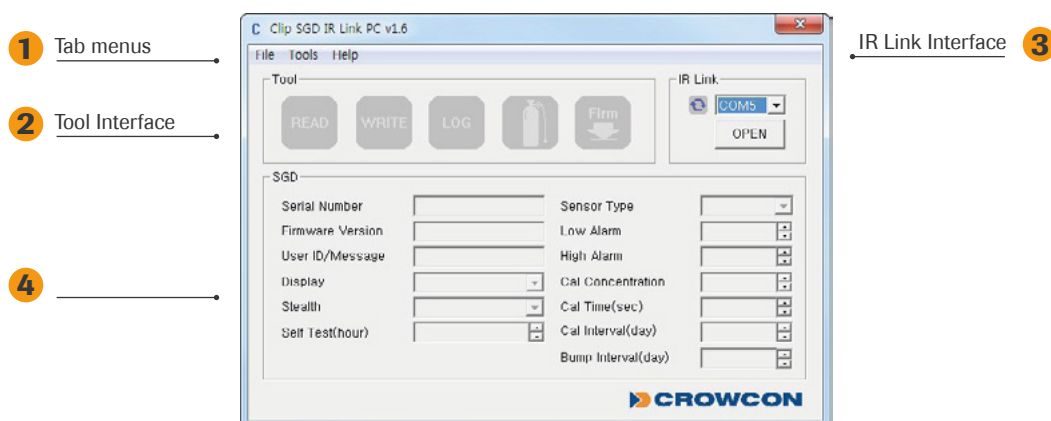 Clip SGD IR Link PC v1.6
1 Tab menus
IR Link Interface 3
File Tools Help
Tool
IR Link
2 Tool Interface
READ WRITE LOG Firm
COM5
OPEN
SGD
Serial Number
Sensor Type
Firmware Version
Low Alarm
User ID/Message
High Alarm
4
Display
Cal Concentration
Stealth
Cal Time(sec)
Self Test(hour)
Cal Interval(day)
Bump Interval(day)
CROWCON